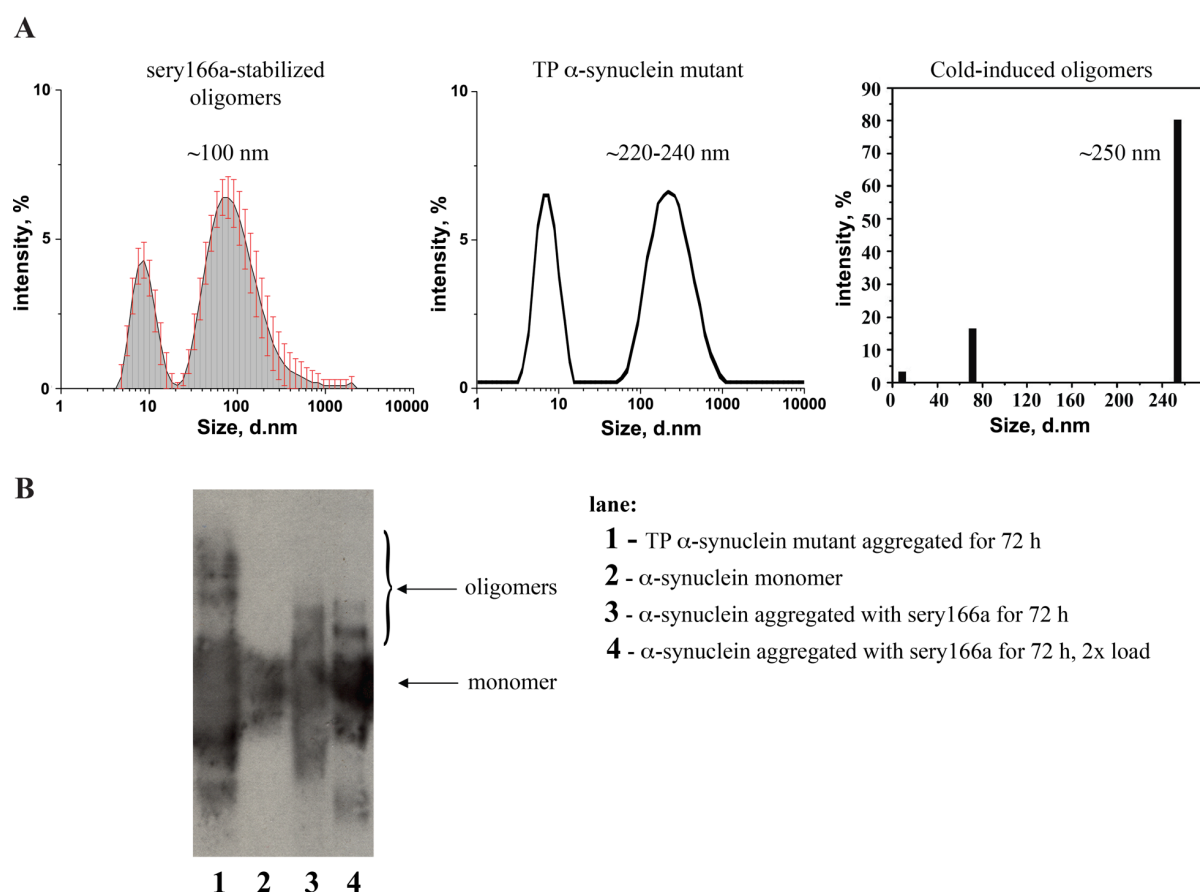 A
sery166a-stabilized
oligomers
~100 nm
10
5
0
intensity, %
1 10 100 1000 10000
Size, d.nm
TP α-synuclein mutant
~220-240 nm
10
5
0
intensity, %
1 10 100 1000 10000
Size, d.nm
Cold-induced oligomers
~250 nm
90
80
70
60
50
40
30
20
10
0
intensity, %
0 40 80 120 160 200 240
Size, d.nm
B
oligomers
monomer
1 2 3 4
lane:
1 - TP α-synuclein mutant aggregated for 72 h
2 - α-synuclein monomer
3 - α-synuclein aggregated with sery166a for 72 h
4 - α-synuclein aggregated with sery166a for 72 h, 2x load